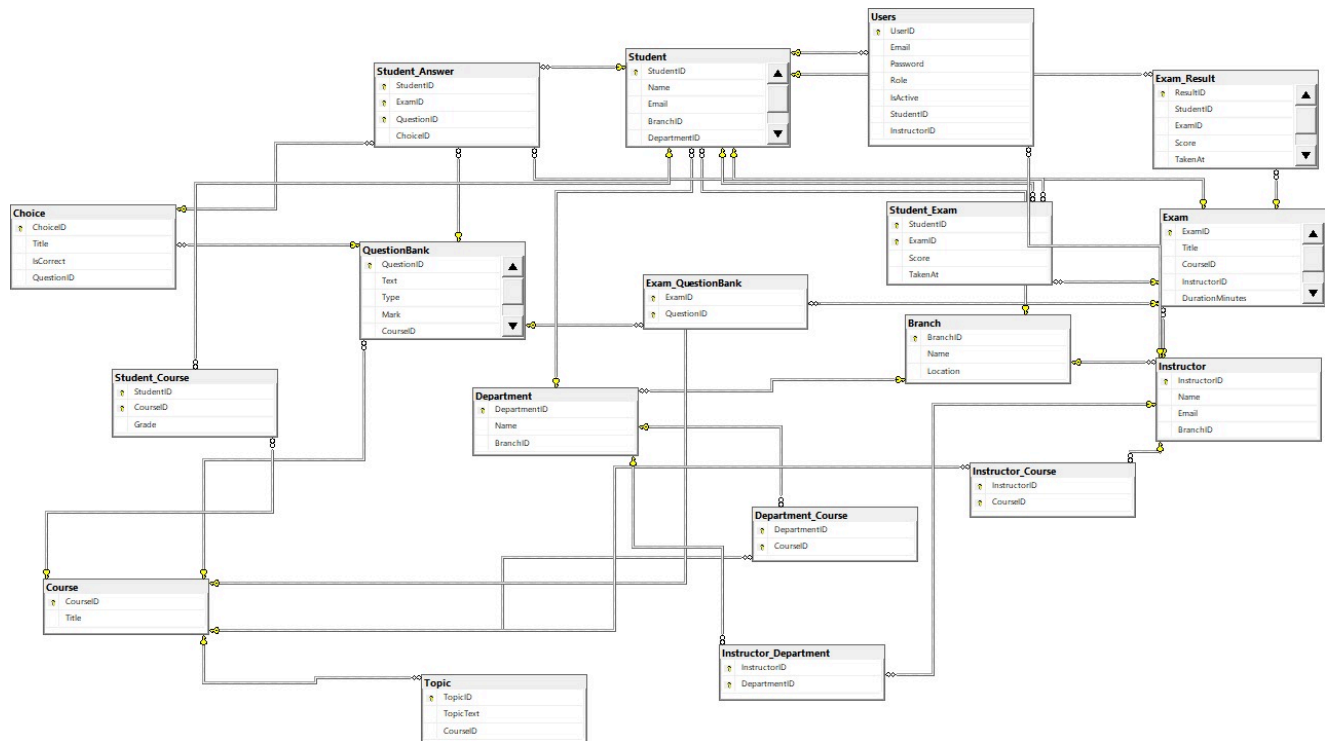 Users
UserID
Email
Password
Role
IsActive
StudentID
InstructorID
Student
StudentID
Name
Email
BranchID
DepartmentID
Student_Answer
StudentID
ExamID
QuestionID
ChoiceID
Exam_Result
ResultID
StudentID
ExamID
Score
TakenAt
Choice
ChoiceID
Title
IsCorrect
QuestionID
QuestionBank
QuestionID
Text
Type
Mark
CourseID
Student_Exam
StudentID
ExamID
Score
TakenAt
Exam
ExamID
Title
CourseID
InstructorID
DurationMinutes
Exam_QuestionBank
ExamID
QuestionID
Branch
BranchID
Name
Location
Instructor
InstructorID
Name
Email
BranchID
Student_Course
StudentID
CourseID
Grade
Department
DepartmentID
Name
BranchID
Instructor_Course
InstructorID
CourseID
Department_Course
DepartmentID
CourseID
Course
CourseID
Title
Instructor_Department
InstructorID
DepartmentID
Topic
TopicID
TopicText
CourseID